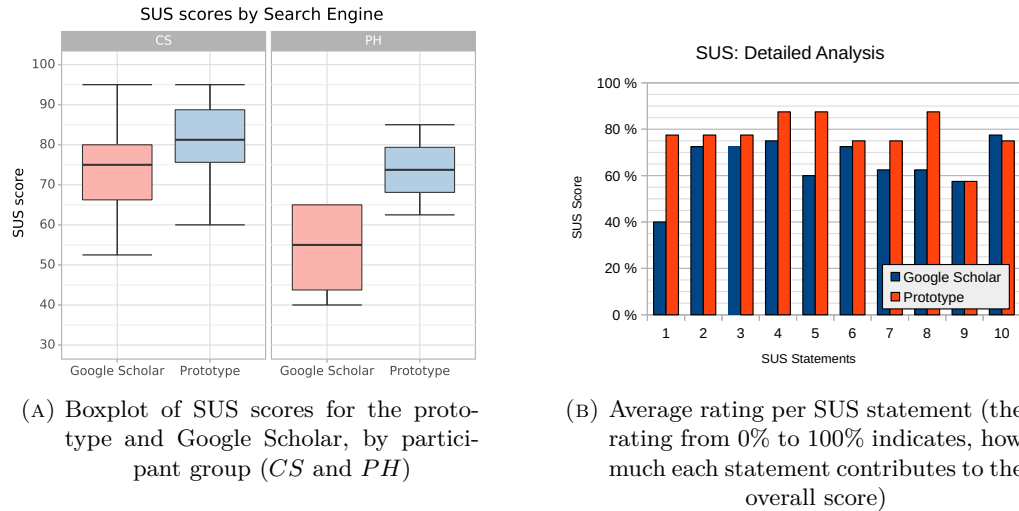 SUS scores by Search Engine
CS
PH
100
90
80
70
60
50
40
30
SUS score
Google Scholar
Prototype
Google Scholar
Prototype
(A) Boxplot of SUS scores for the proto-
type and Google Scholar, by partici-
pant group (CS and PH)
SUS: Detailed Analysis
100 %
80 %
60 %
40 %
20 %
0 %
SUS Score
Google Scholar
Prototype
1 2 3 4 5 6 7 8 9 10
SUS Statements
(B) Average rating per SUS statement (the
rating from 0% to 100% indicates, how
much each statement contributes to the
overall score)